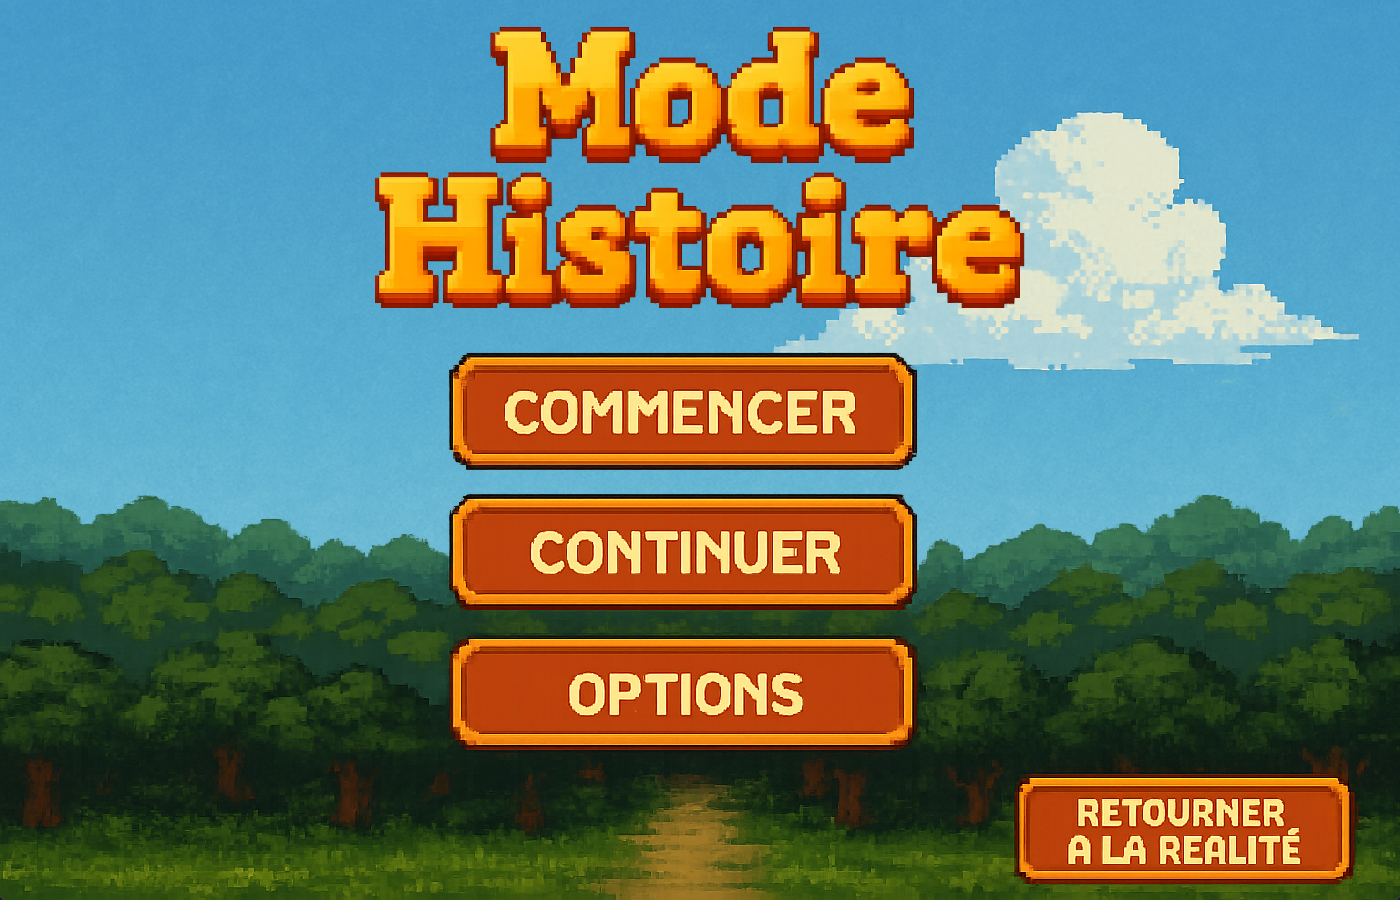 Mode
Histoire
COMMENCER
CONTINUER
OPTIONS
RETOURNER
A LA REALITÉ